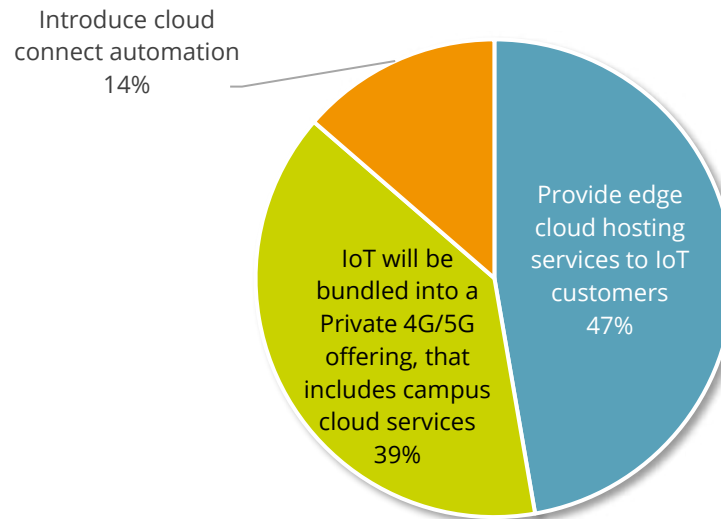 Introduce cloud
connect automation
14%
Provide edge
cloud hosting
services to IoT
customers
47%
IoT will be
bundled into a
Private 4G/5G
offering, that
includes campus
cloud services
39%